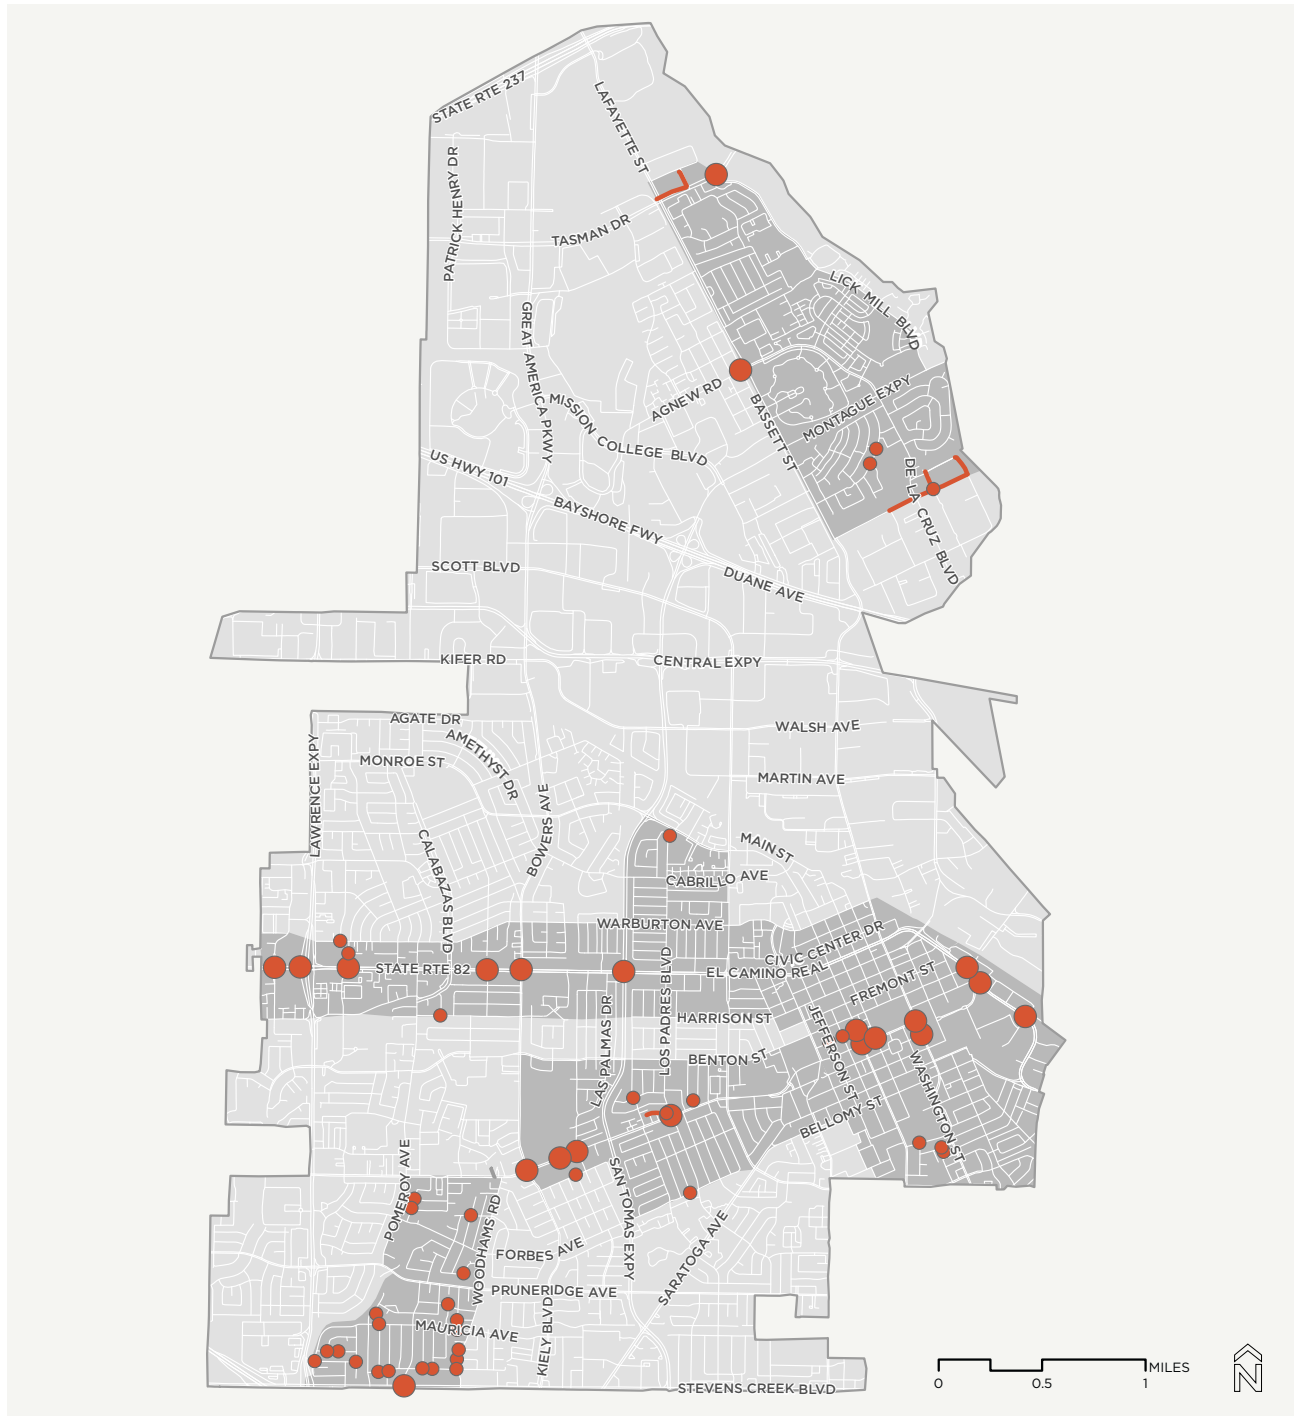 STATE RTE 237
LAFAYETTE ST
PATRICK HENRY DR
TASMAN DR
LICK MILL BLVD
GREAT AMERICA PKWY
AGNEW RD
MONTAGUE EXPY
MISSION COLLEGE BLVD
BASSETT ST
US HWY 101
DE LA CRUZ BLVD
BAYSHORE FWY
SCOTT BLVD
DUANE AVE
KIFER RD
CENTRAL EXPY
AGATE DR
WALSH AVE
AMETHYST DR
MONROE ST
LAWRENCE EXPY
MARTIN AVE
BOWERS AVE
CALABAZAS BLVD
MAIN ST
CABRILLO AVE
WARBURTON AVE
CIVIC CENTER DR
STATE RTE 82
EL CAMINO REAL
FREMONT ST
LOS PADRES BLVD
HARRISON ST
JEFFERSON ST
LAS PALMAS DR
BENTON ST
WASHINGTON ST
BELLOMY ST
POMEROY AVE
SAN TOMAS EXPY
WOODHAMS RD
FORBES AVE
SARATOGA AVE
PRUNERIDGE AVE
MAURICIA AVE
KIELY BLVD
STEVENS CREEK BLVD
MILES
0 0.5 1
N